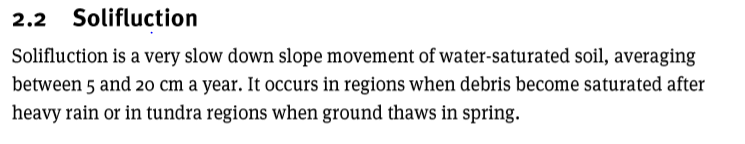 2.2 Solifluction
Solifluction is a very slow down slope movement of water-saturated soil, averaging
between 5 and 20 cm a year. It occurs in regions when debris become saturated after
heavy rain or in tundra regions when ground thaws in spring.